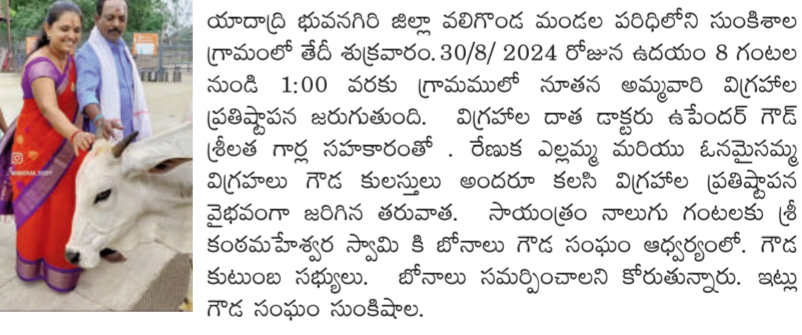 యాదాద్రి భువనగిరి జిల్లా వలిగొండ మండల పరిధిలోని సుంకిశాల
గ్రామంలో తేదీ శుక్రవారం. 30/8/ 2024 రోజున ఉదయం 8 గంటల
నుండి 1:00 వరకు గ్రామములో నూతన అమ్మవారి విగ్రహాల
ప్రతిష్టాపన జరుగుతుంది. విగ్రహాల దాత డాక్టరు ఉపేందర్ గౌడ్
శ్రీలత గార్ల సహకారంతో . రేణుక ఎల్లమ్మ మరియు ఓనమైసమ్మ
విగ్రహలు గౌడ కులస్తులు అందరూ కలసి విగ్రహాల ప్రతిష్టాపన
వైభవంగా జరిగిన తరువాత. సాయంత్రం నాలుగు గంటలకు శ్రీ
కంఠమహేశ్వర స్వామి కి బోనాలు గౌడ సంఘం ఆధ్వర్యంలో. గౌడ
కుటుంబ సభ్యులు. బోనాలు సమర్పించాలని కోరుతున్నారు. ఇట్లు
గౌడ సంఘం సుంకిషాల.